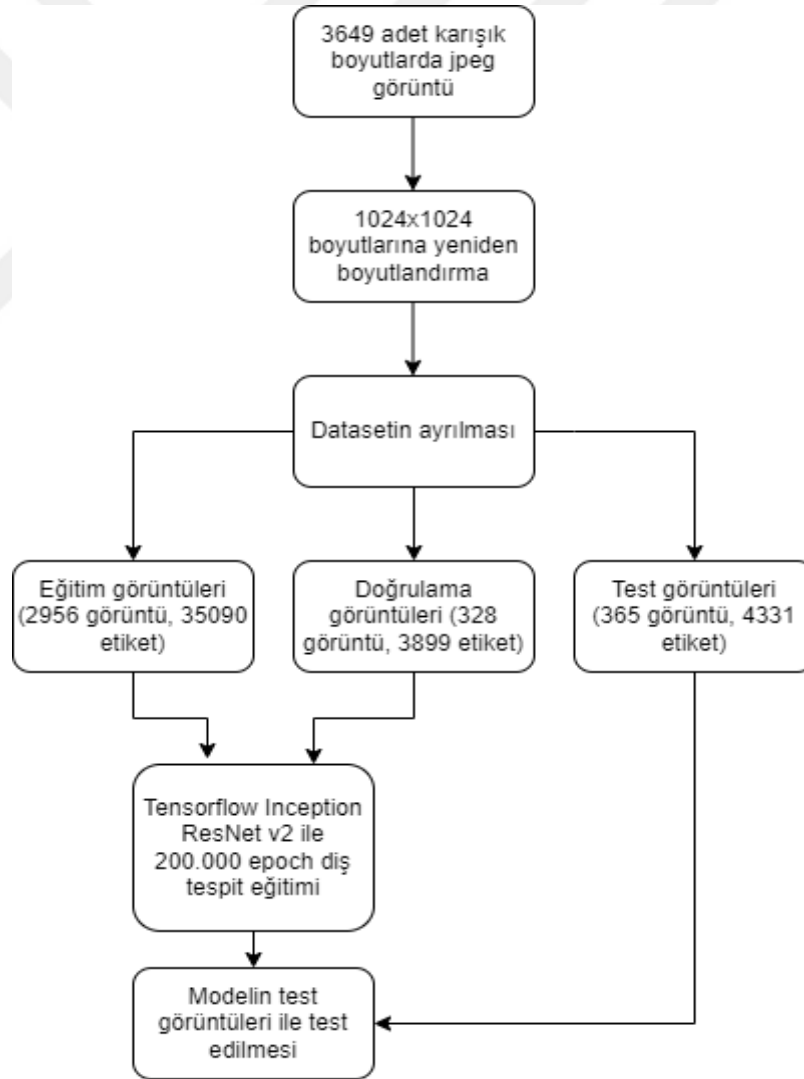 3649 adet karışık
boyutlarda jpeg
görüntü
1024x1024
boyutlarına yeniden
boyutlandırma
Datasetin ayrılması
Eğitim görüntüleri
(2956 görüntü, 35090
etiket)
Doğrulama
görüntüleri (328
görüntü, 3899 etiket)
Test görüntüleri
(365 görüntü, 4331
etiket)
Tensorflow Inception
ResNet v2 ile
200.000 epoch diş
tespit eğitimi
Modelin test
görüntüleri ile test
edilmesi